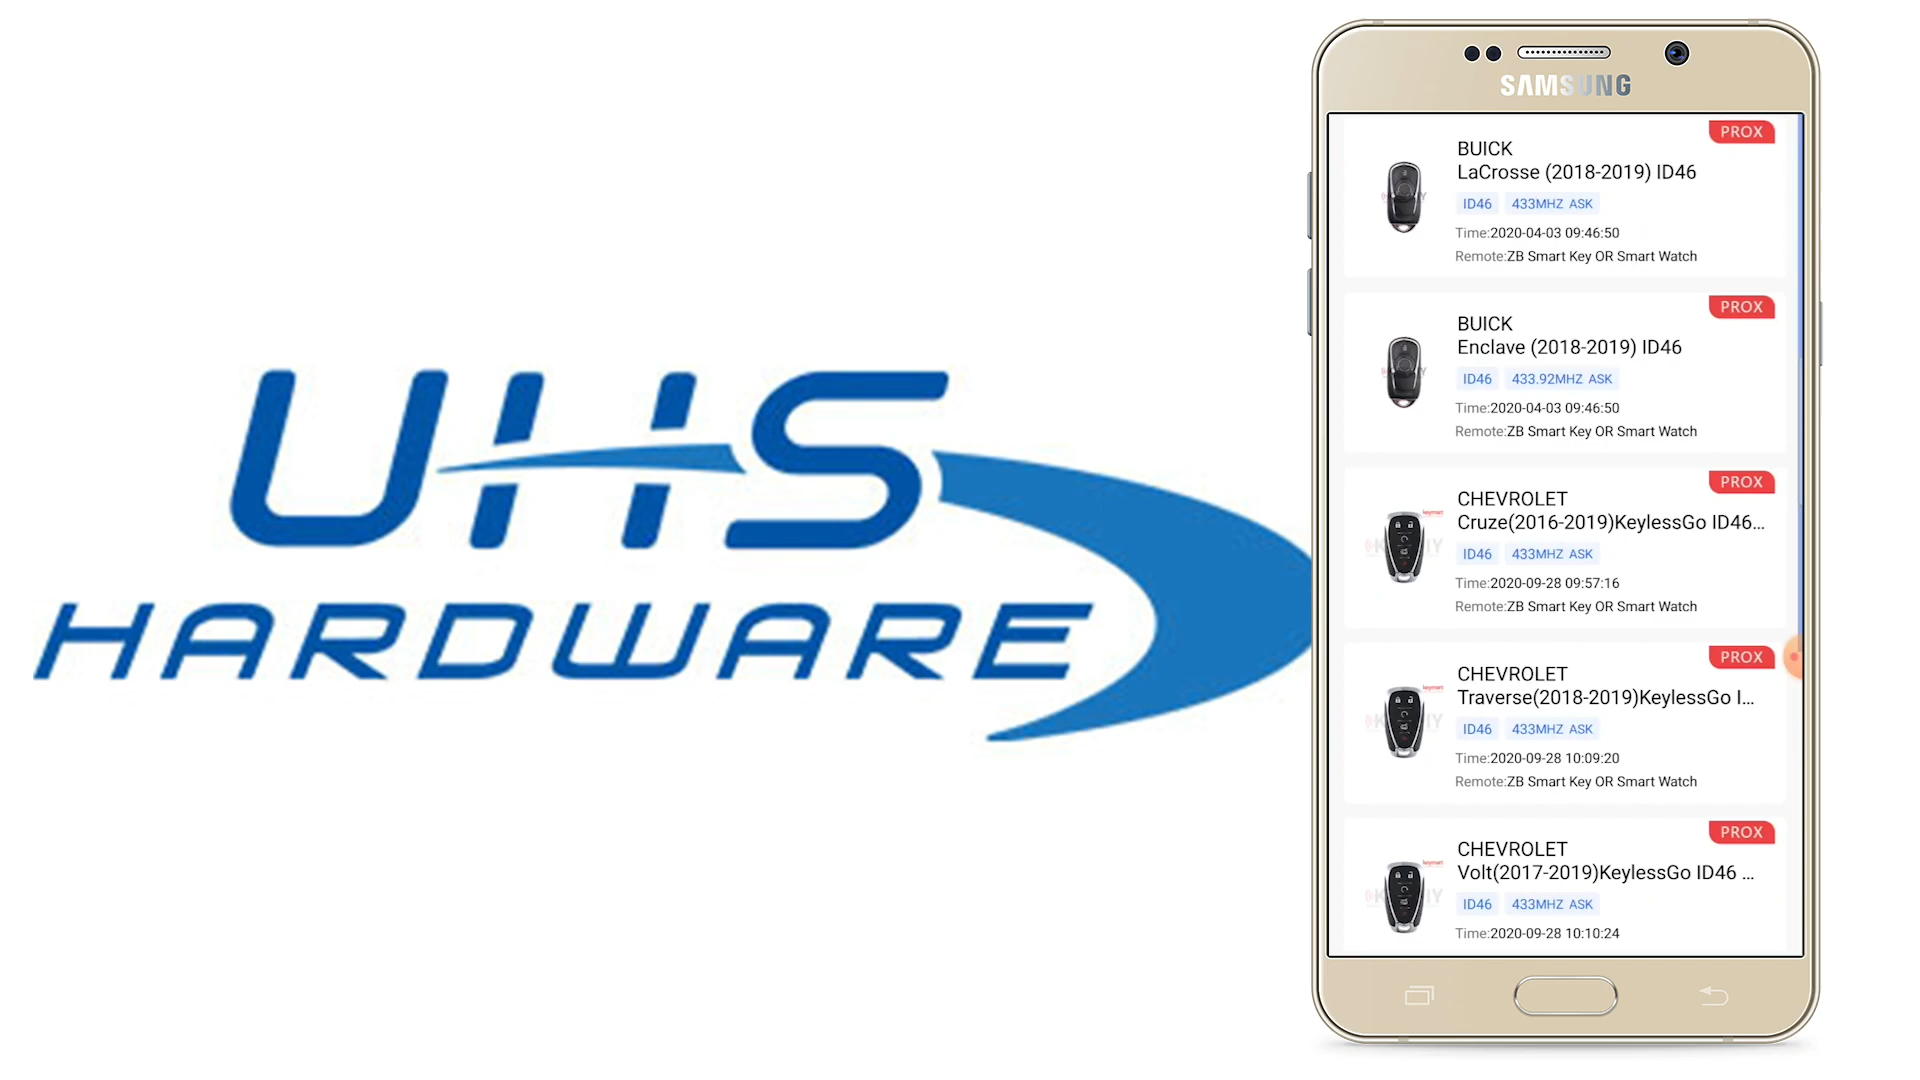 UHS
HARDWARE
SAMSUNG
PROX
BUICK
LaCrosse (2018-2019) ID46
ID46 433MHZ ASK
Time:2020-04-03 09:46:50
Remote:ZB Smart Key OR Smart Watch
PROX
BUICK
Enclave (2018-2019) ID46
ID46 433.92MHZ ASK
Time:2020-04-03 09:46:50
Remote:ZB Smart Key OR Smart Watch
PROX
CHEVROLET
Cruze(2016-2019)KeylessGo ID46...
ID46 433MHZ ASK
Time:2020-09-28 09:57:16
Remote:ZB Smart Key OR Smart Watch
PROX
CHEVROLET
Traverse(2018-2019)KeylessGo I...
ID46 433MHZ ASK
Time:2020-09-28 10:09:20
Remote:ZB Smart Key OR Smart Watch
PROX
CHEVROLET
Volt(2017-2019)KeylessGo ID46 ...
ID46 433MHZ ASK
Time:2020-09-28 10:10:24